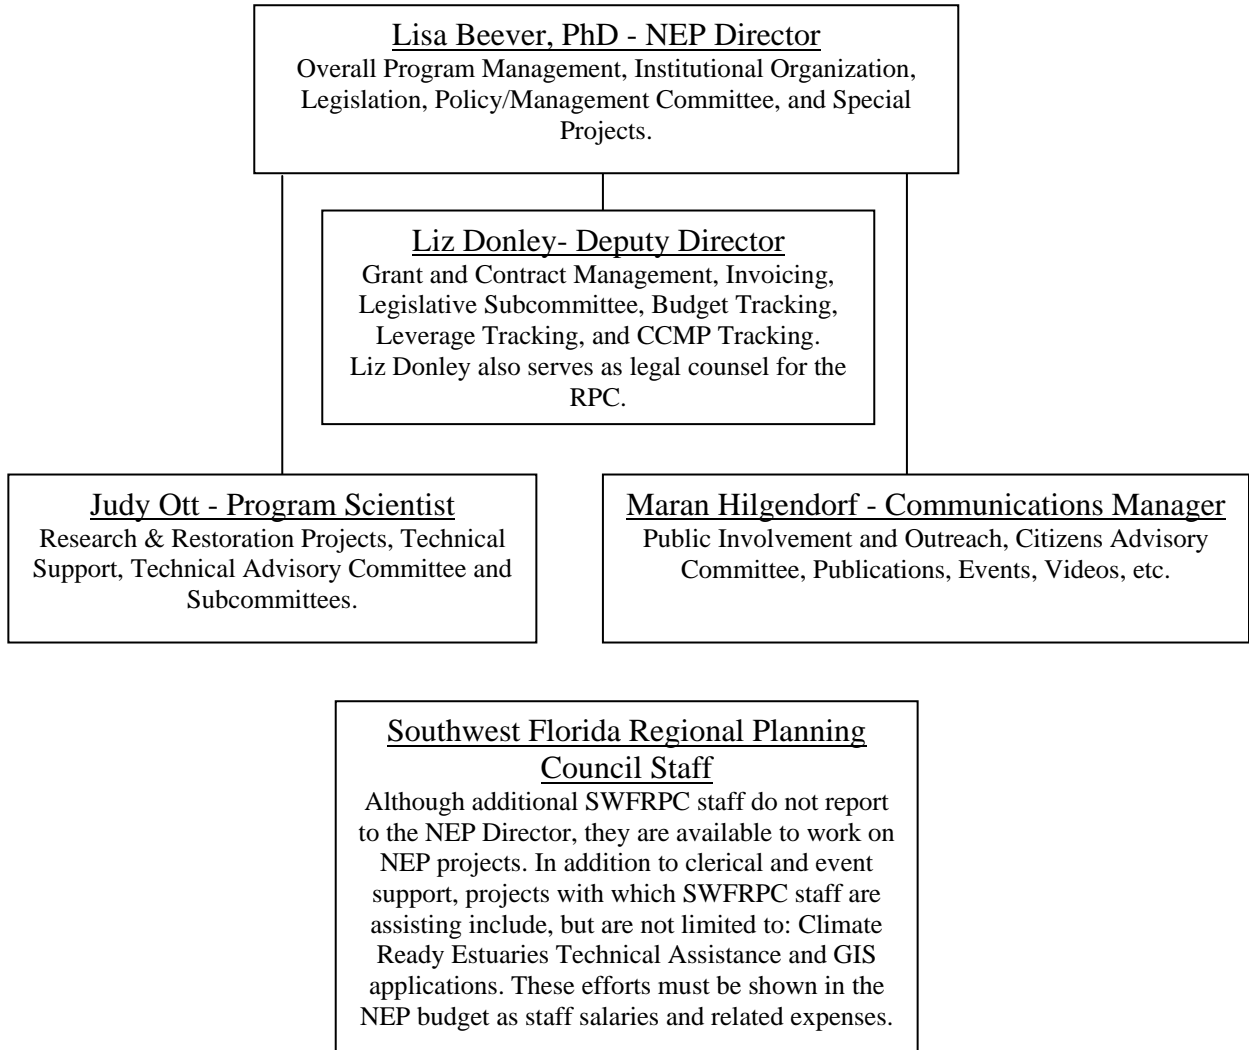 Lisa Beever, PhD - NEP Director
Overall Program Management, Institutional Organization,
Legislation, Policy/Management Committee, and Special
Projects.
Liz Donley- Deputy Director
Grant and Contract Management, Invoicing,
Legislative Subcommittee, Budget Tracking,
Leverage Tracking, and CCMP Tracking.
Liz Donley also serves as legal counsel for the
RPC.
Judy Ott - Program Scientist
Research & Restoration Projects, Technical
Support, Technical Advisory Committee and
Subcommittees.
Maran Hilgendorf - Communications Manager
Public Involvement and Outreach, Citizens Advisory
Committee, Publications, Events, Videos, etc.
Southwest Florida Regional Planning
Council Staff
Although additional SWFRPC staff do not report
to the NEP Director, they are available to work on
NEP projects. In addition to clerical and event
support, projects with which SWFRPC staff are
assisting include, but are not limited to: Climate
Ready Estuaries Technical Assistance and GIS
applications. These efforts must be shown in the
NEP budget as staff salaries and related expenses.